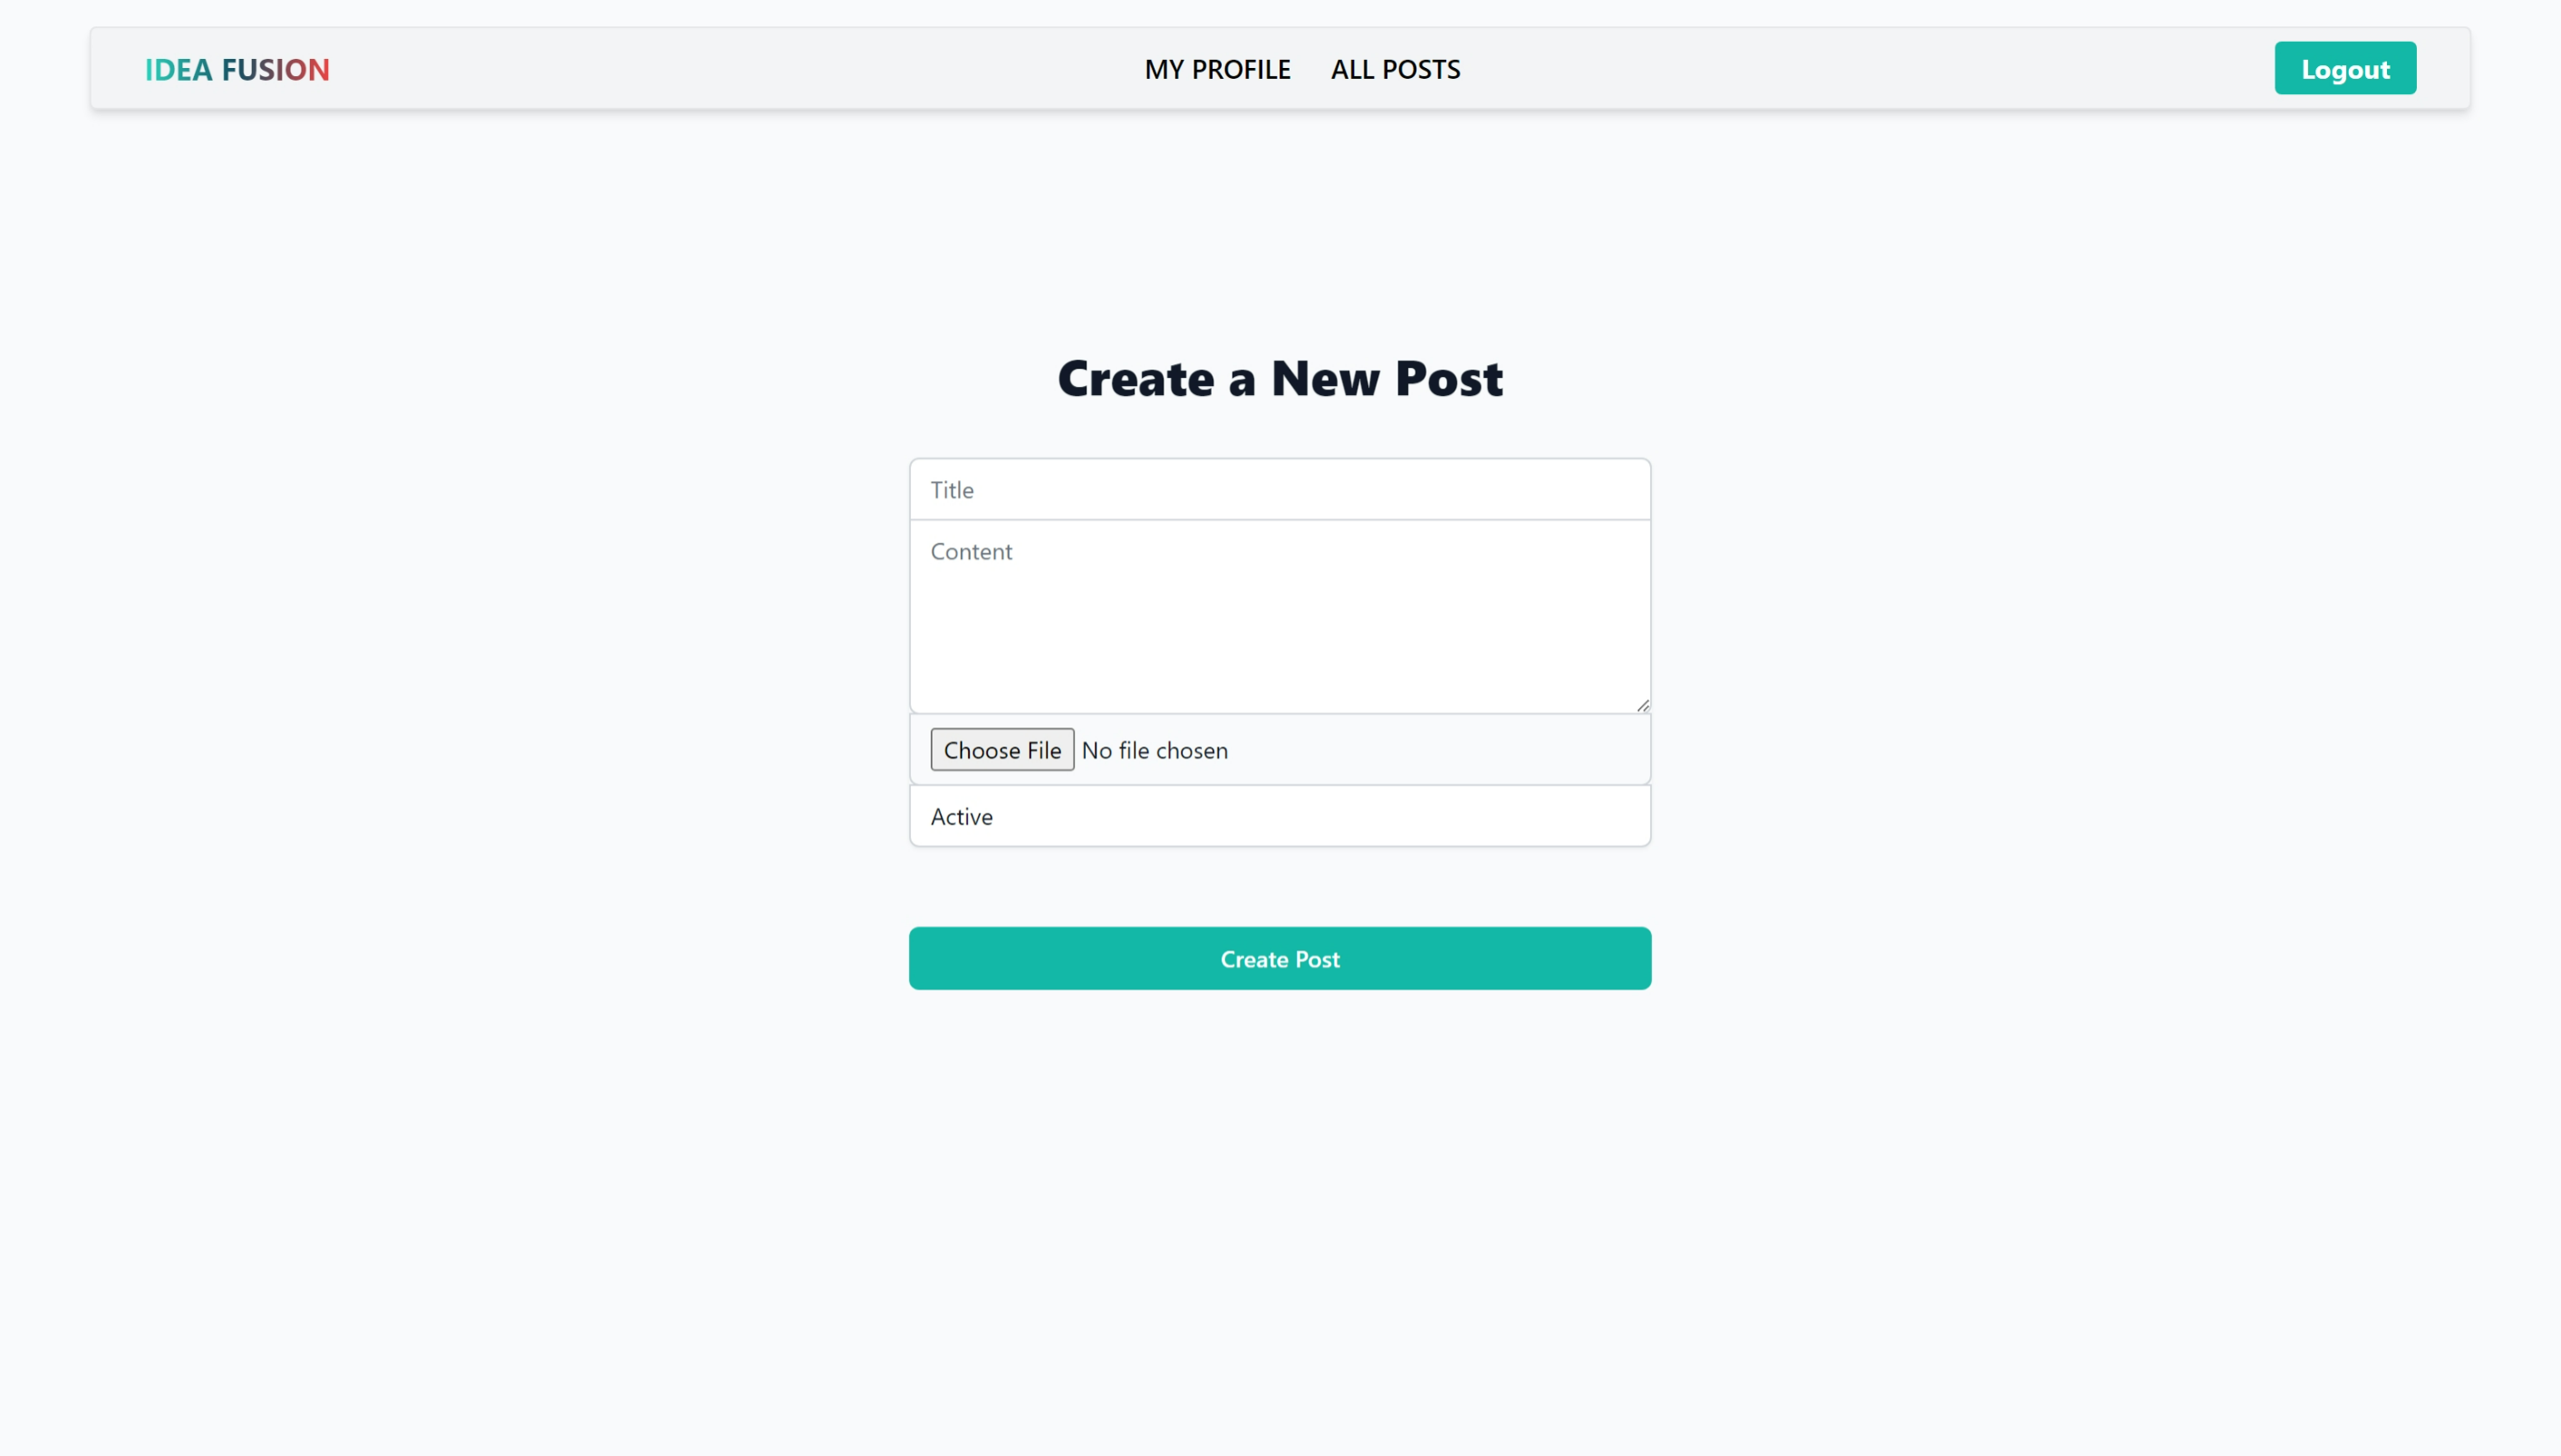 IDEA FUSION
MY PROFILE
ALL POSTS
Logout
Create a New Post
Title
Content
Choose File No file chosen
Active
Create Post